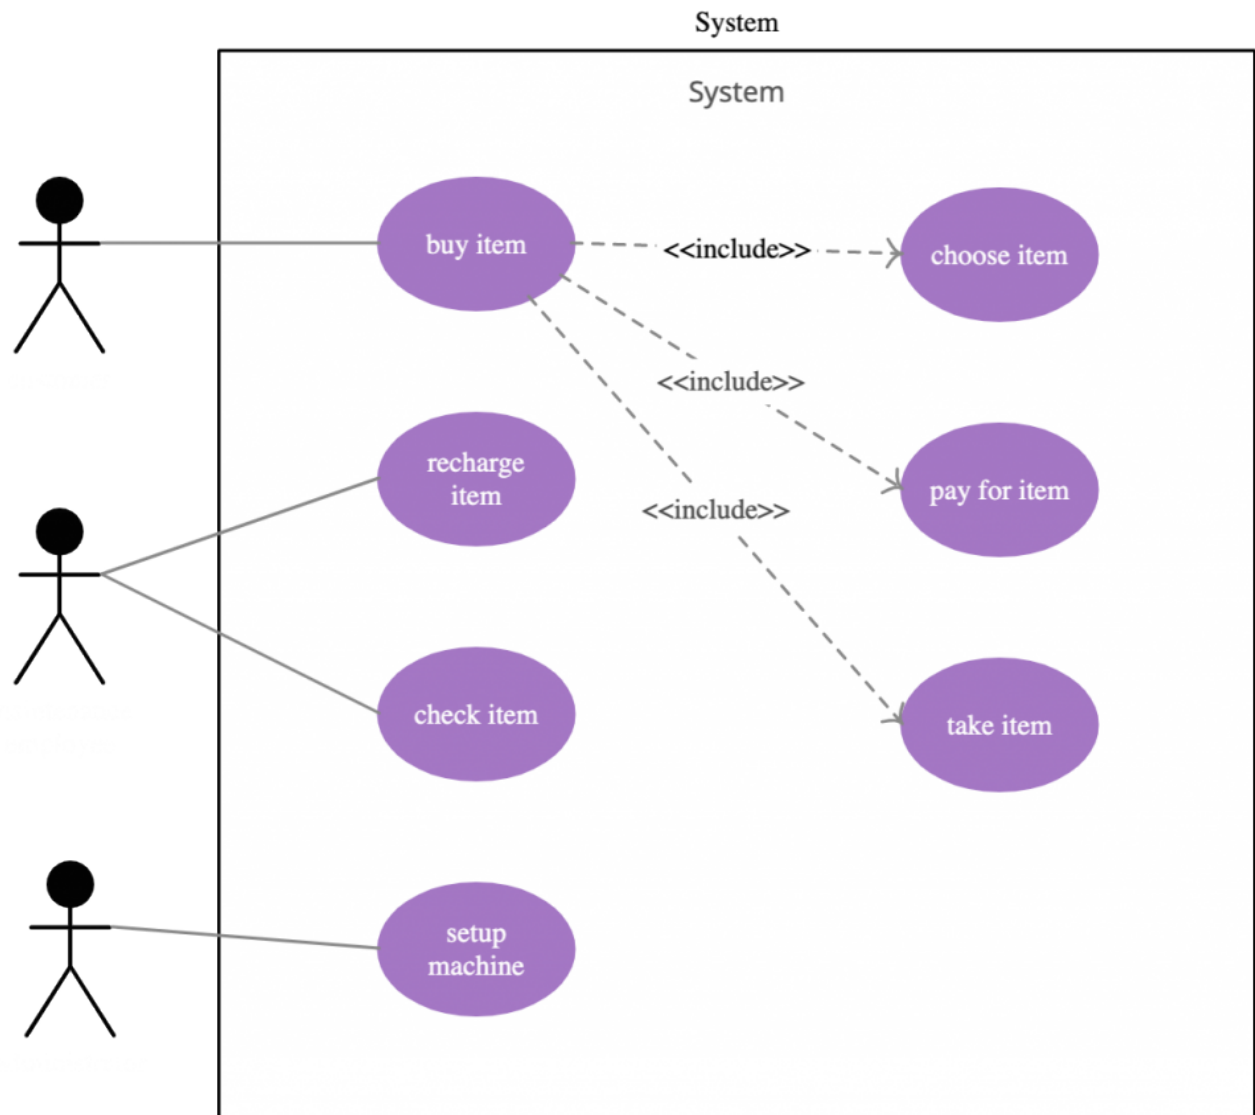 System
System
buy item
<<include>>
choose item
<<include>>
recharge
item
pay for item
<<include>>
check item
take item
setup
machine